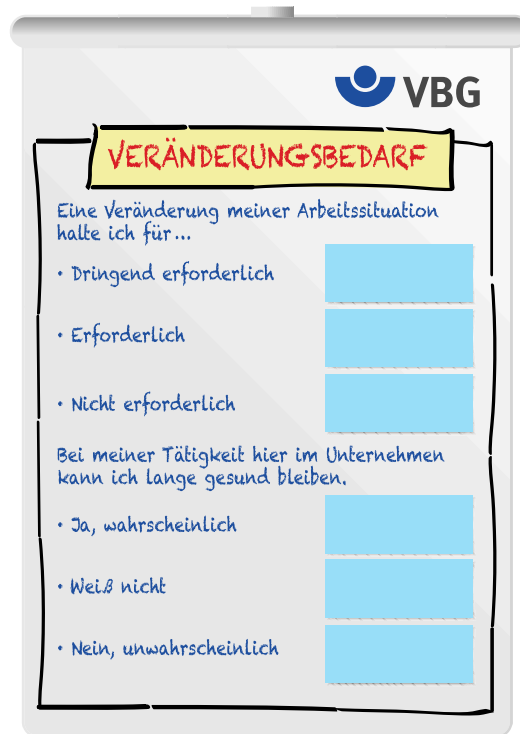 VBG
VERÄNDERUNGSBEDARF
Eine Veränderung meiner Arbeitssituation
halte ich für...
• Dringend erforderlich
• Erforderlich
• Nicht erforderlich
Bei meiner Tätigkeit hier im Unternehmen
kann ich lange gesund bleiben.
• Ja, wahrscheinlich
• Weiß nicht
• Nein, unwahrscheinlich